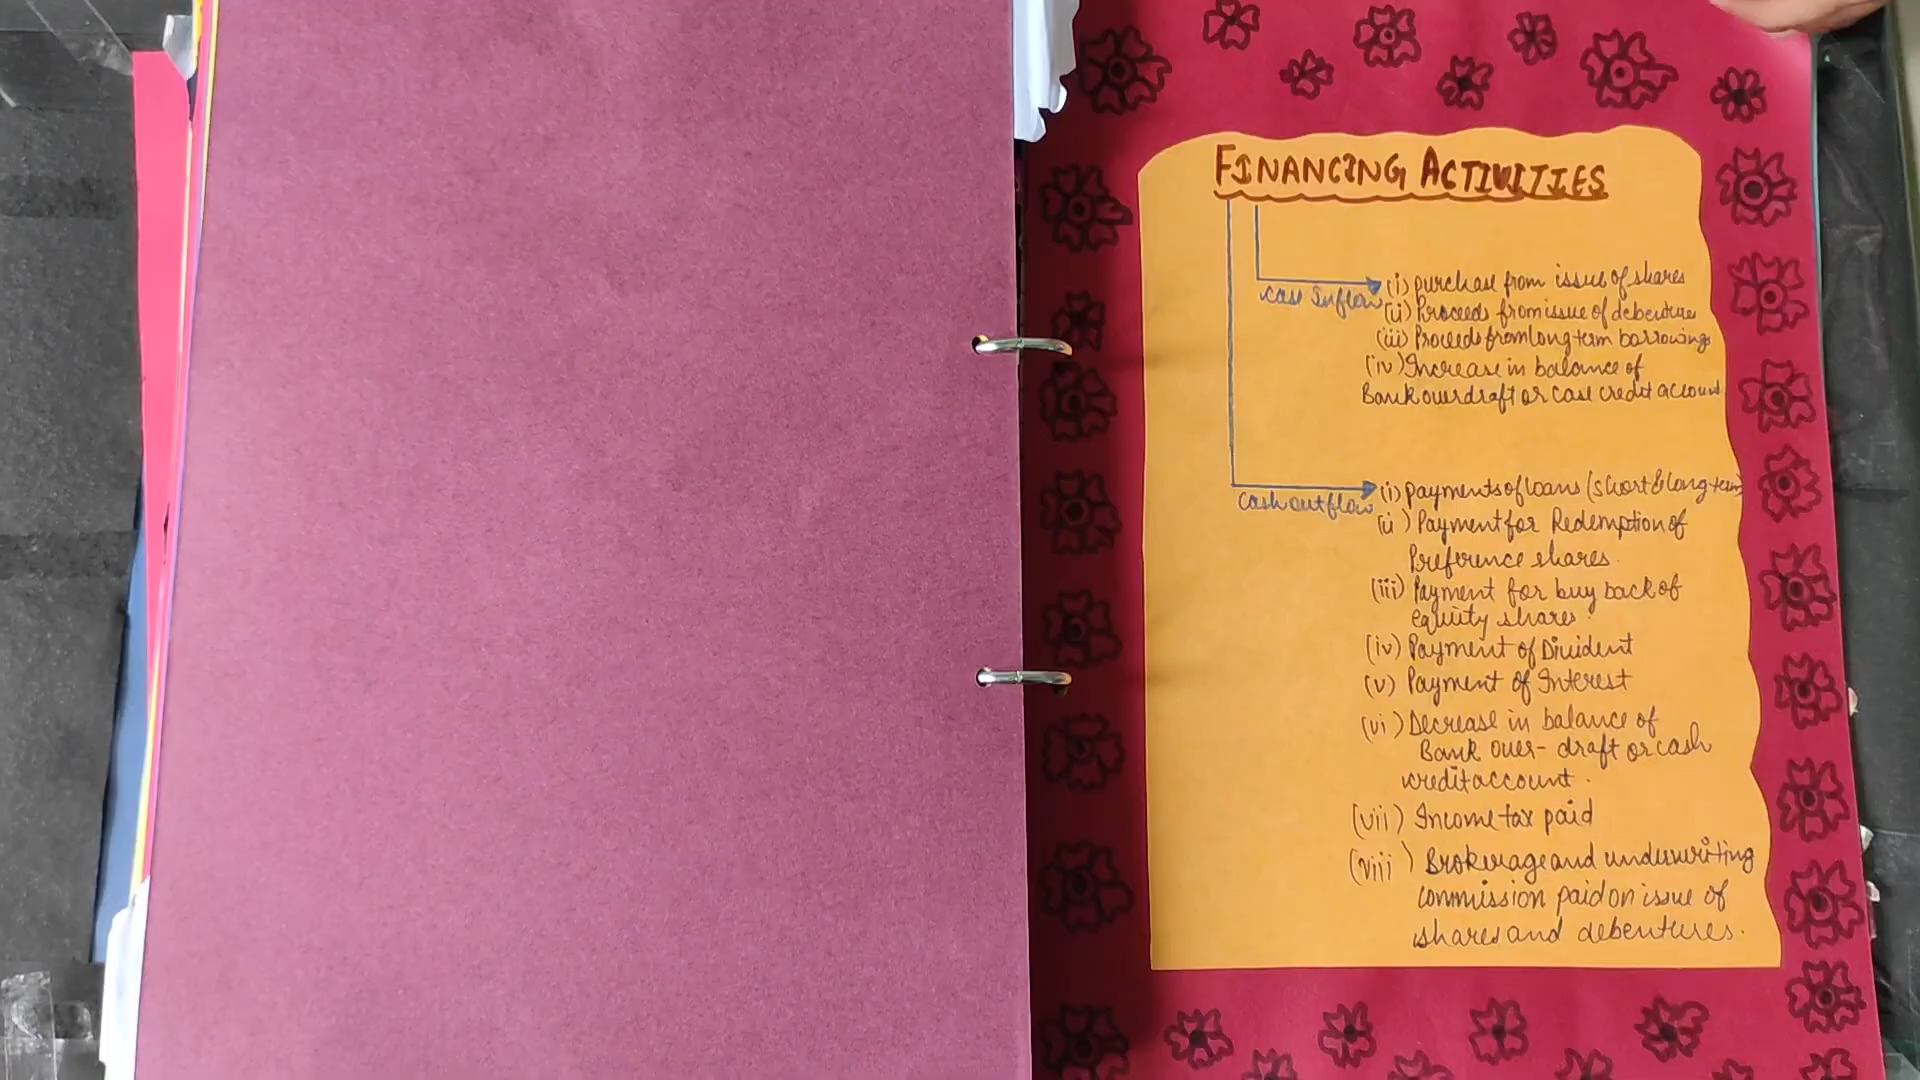 FINANCING ACTIVITIES
case Inflow
(i) purchase from issue of shares
(ii) Proceeds from issue of debenture
(iii) Proceeds from long term borrowing
(iv) Increase in balance of
Bank overdraft or case credit account
cash outflow
(i) payments of loans (short & long term)
(ii) Payment for Redemption of
Preference shares.
(iii) Payment for buy back of
equity shares.
(iv) Payment of Divident
(v) Payment of Interest
(vi) Decrease in balance of
Bank over-draft or cash
credit account.
(vii) Income tax paid
(viii) Brokerage and underwriting
commission paid on issue of
shares and debentures.